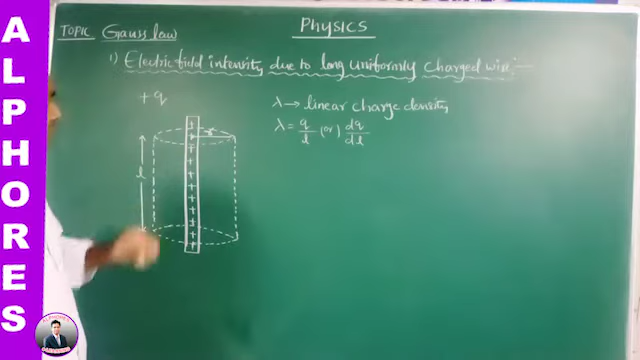 ALPHORES
Physics
TOPIC Gauss law
1) Electric field intensity due to long uniformly charged wire:—
+q
λ → linear charge density
λ = q/l (or) dq/dl
r
l
+ + + + + + + + + + +